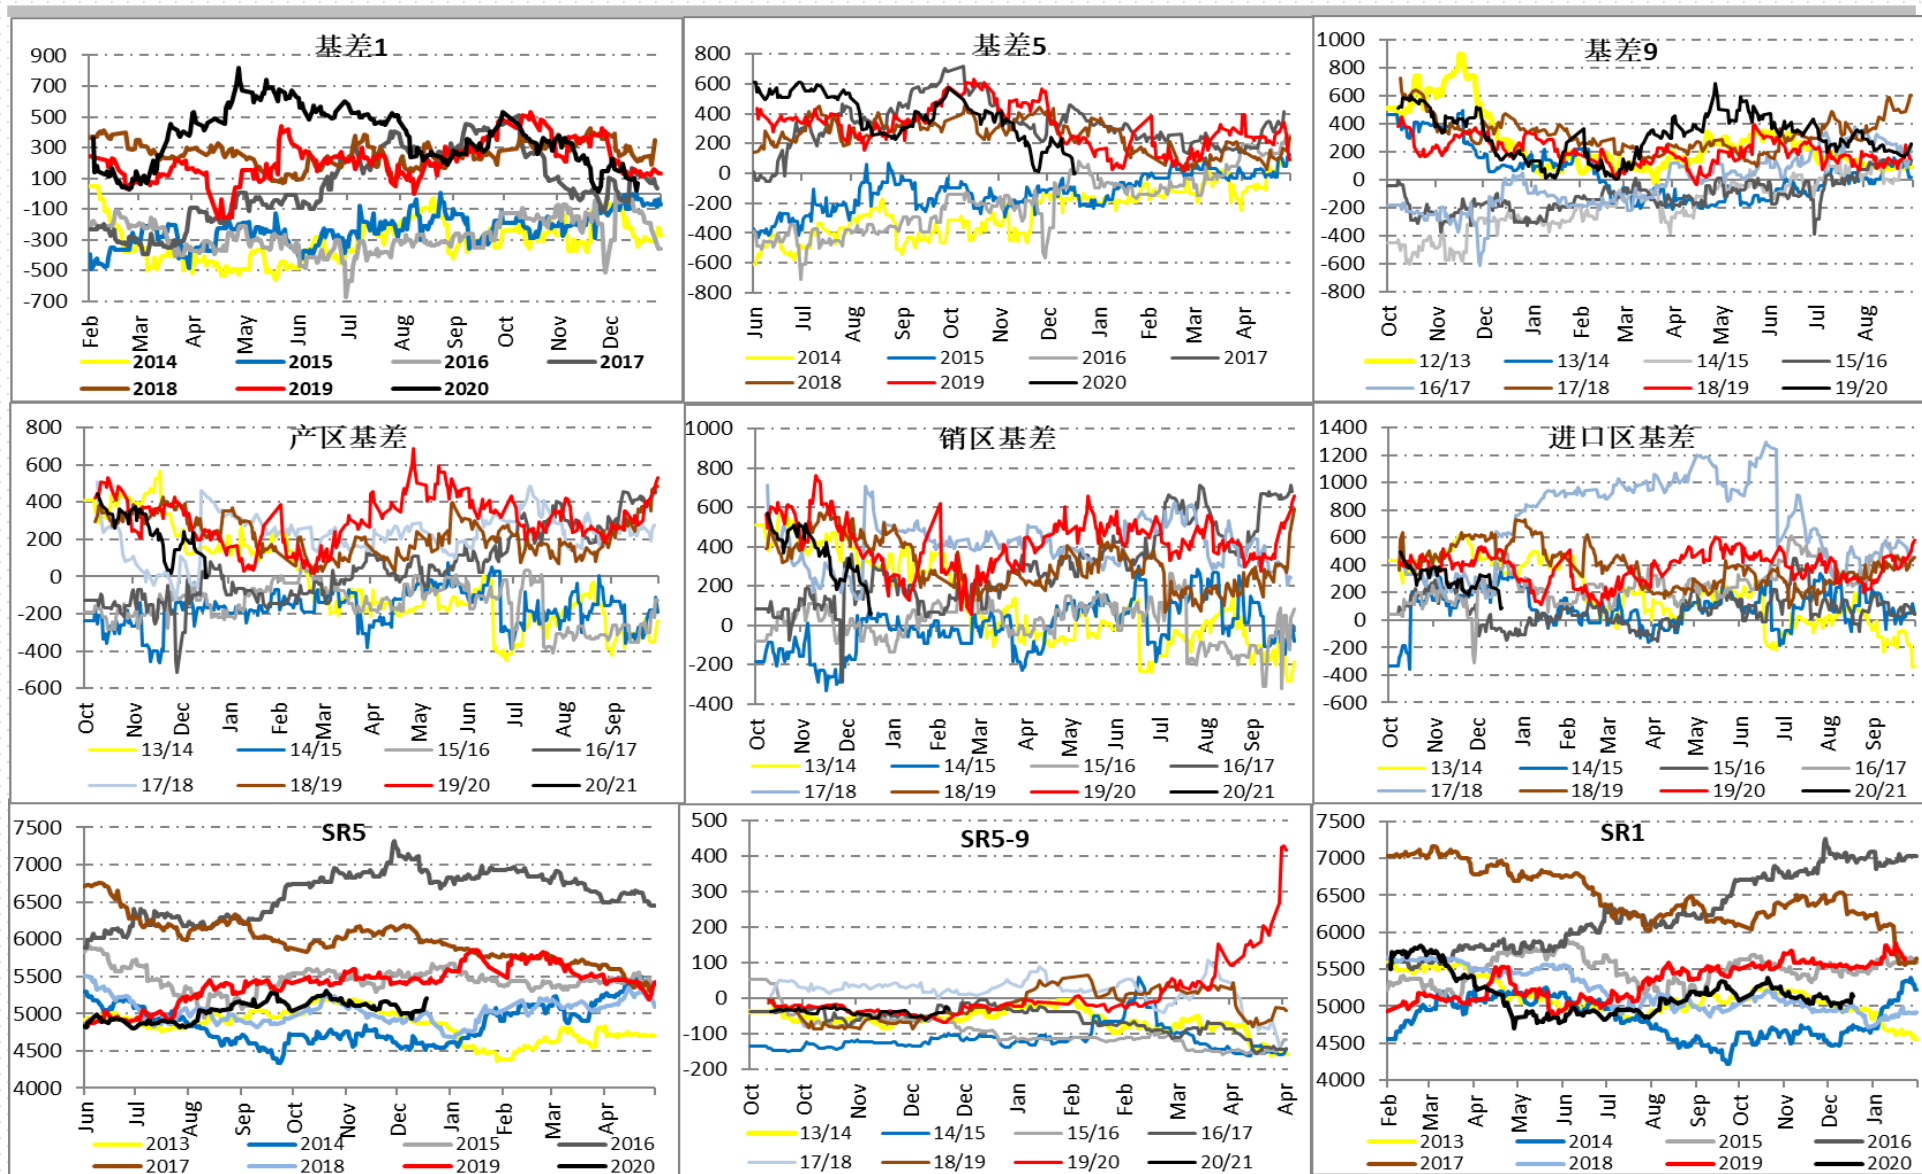 基差1
900
700
500
300
100
-100
-300
-500
-700
Feb Mar Apr May Jun Jul Aug Sep Oct Nov Dec
2014 2015 2016 2017
2018 2019 2020
基差5
800
600
400
200
0
-200
-400
-600
-800
Jun Jul Aug Sep Oct Nov Dec Jan Feb Mar Apr
2014 2015 2016 2017
2018 2019 2020
基差9
1000
800
600
400
200
0
-200
-400
-600
-800
Oct Nov Dec Jan Feb Mar Apr May Jun Jul Aug
12/13 13/14 14/15 15/16
16/17 17/18 18/19 19/20
产区基差
800
600
400
200
0
-200
-400
-600
Oct Nov Dec Jan Feb Mar Apr May Jun Jul Aug Sep
13/14 14/15 15/16 16/17
17/18 18/19 19/20 20/21
销区基差
1000
800
600
400
200
0
-200
-400
Oct Nov Dec Jan Feb Mar Apr May Jun Jul Aug Sep
13/14 14/15 15/16 16/17
17/18 18/19 19/20 20/21
进口区基差
1400
1200
1000
800
600
400
200
0
-200
-400
-600
Oct Nov Dec Jan Feb Mar Apr May Jun Jul Aug Sep
13/14 14/15 15/16 16/17
17/18 18/19 19/20 20/21
SR5
7500
7000
6500
6000
5500
5000
4500
4000
Jun Jul Aug Sep Oct Nov Dec Jan Feb Mar Apr
2013 2014 2015 2016
2017 2018 2019 2020
SR5-9
500
400
300
200
100
0
-100
-200
Oct Oct Nov Dec Dec Jan Feb Feb Mar Apr Apr
13/14 14/15 15/16 16/17
17/18 18/19 19/20 20/21
SR1
7500
7000
6500
6000
5500
5000
4500
4000
Feb Mar Apr May Jun Jul Aug Sep Oct Nov Dec Jan
2013 2014 2015 2016
2017 2018 2019 2020